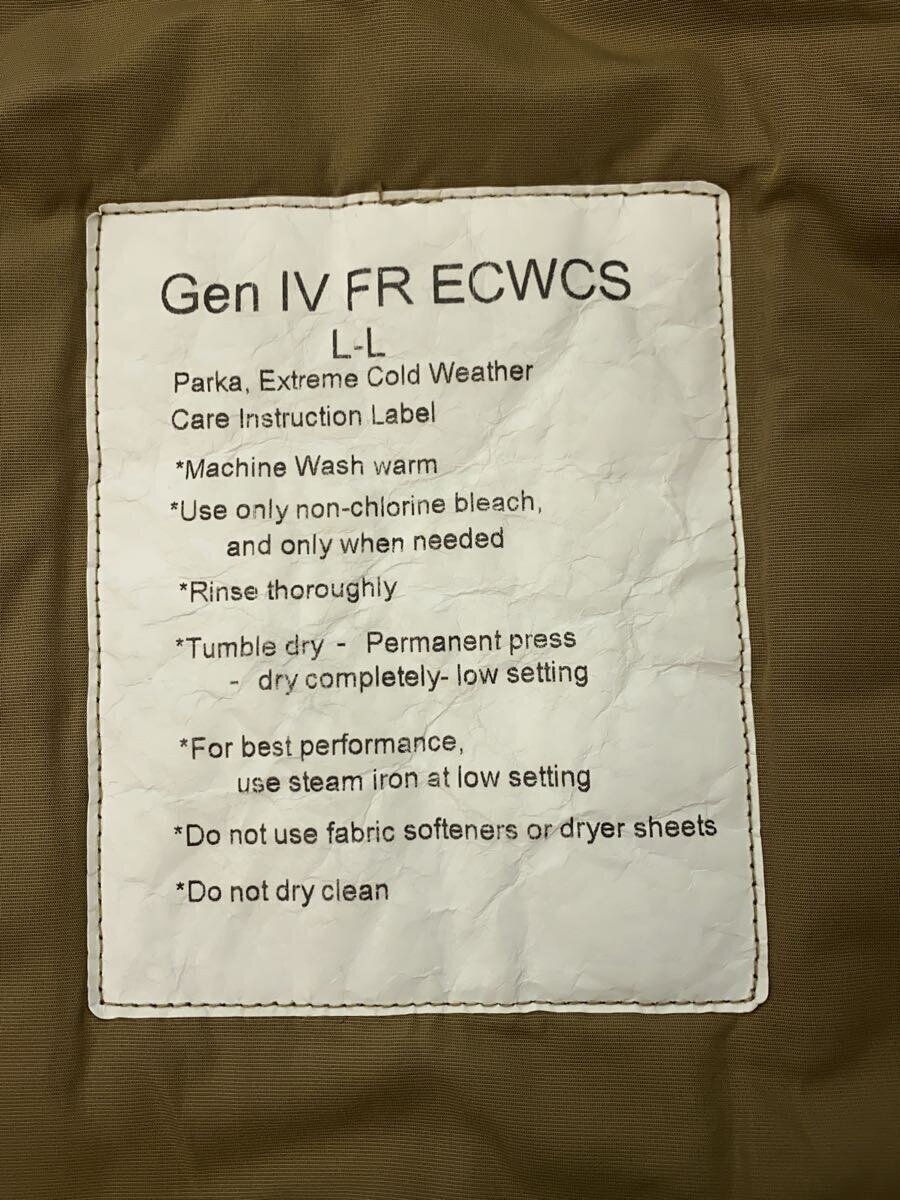 Gen IV FR ECWCS
L-L
Parka, Extreme Cold Weather
Care Instruction Label
*Machine Wash warm
*Use only non-chlorine bleach,
and only when needed
*Rinse thoroughly
*Tumble dry - Permanent press
- dry completely- low setting
*For best performance,
use steam iron at low setting
*Do not use fabric softeners or dryer sheets
*Do not dry clean